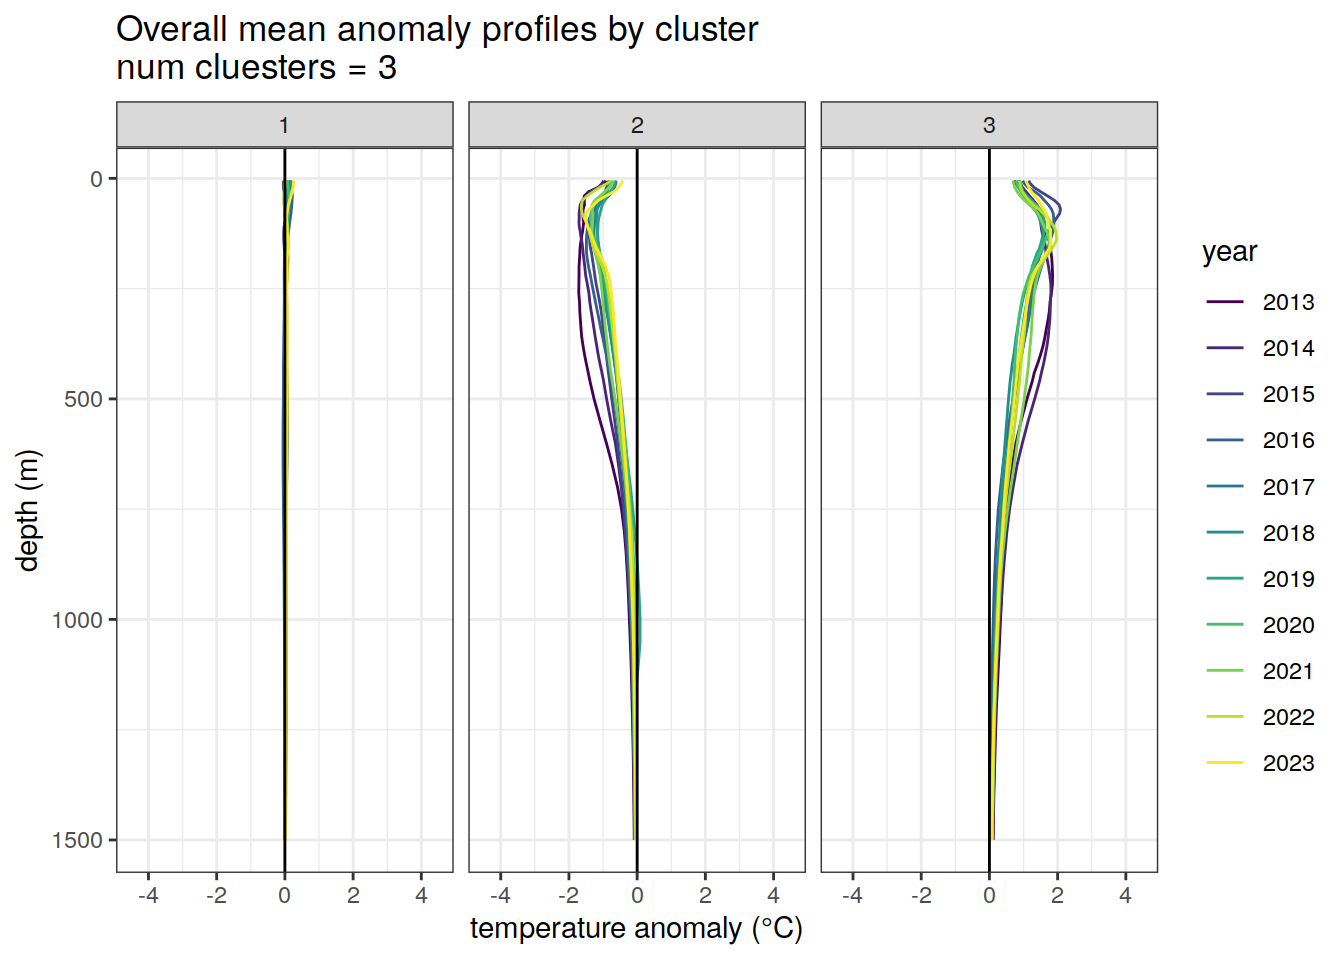 Overall mean anomaly profiles by cluster
num cluesters = 3
1 2 3
0
500
1000
1500
depth (m)
-4 -2 0 2 4 -4 -2 0 2 4 -4 -2 0 2 4
temperature anomaly (°C)
year
2013
2014
2015
2016
2017
2018
2019
2020
2021
2022
2023